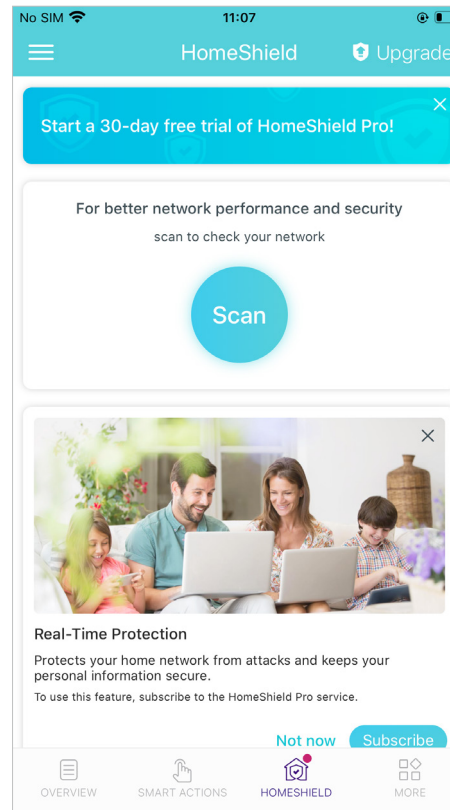 No SIM 11:07
HomeShield Upgrade
Start a 30-day free trial of HomeShield Pro!
For better network performance and security
scan to check your network
Scan
Real-Time Protection
Protects your home network from attacks and keeps your
personal information secure.
To use this feature, subscribe to the HomeShield Pro service.
Not now Subscribe
OVERVIEW SMART ACTIONS HOMESHIELD MORE